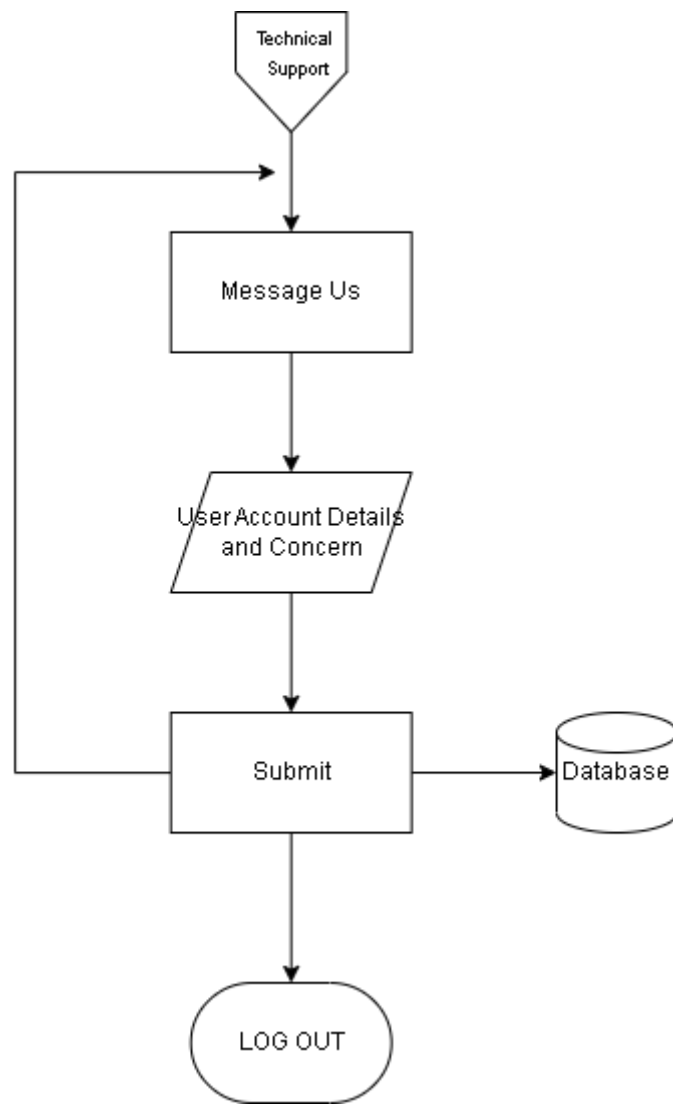 Technical
Support
Message Us
User Account Details
and Concern
Submit
Database
LOG OUT